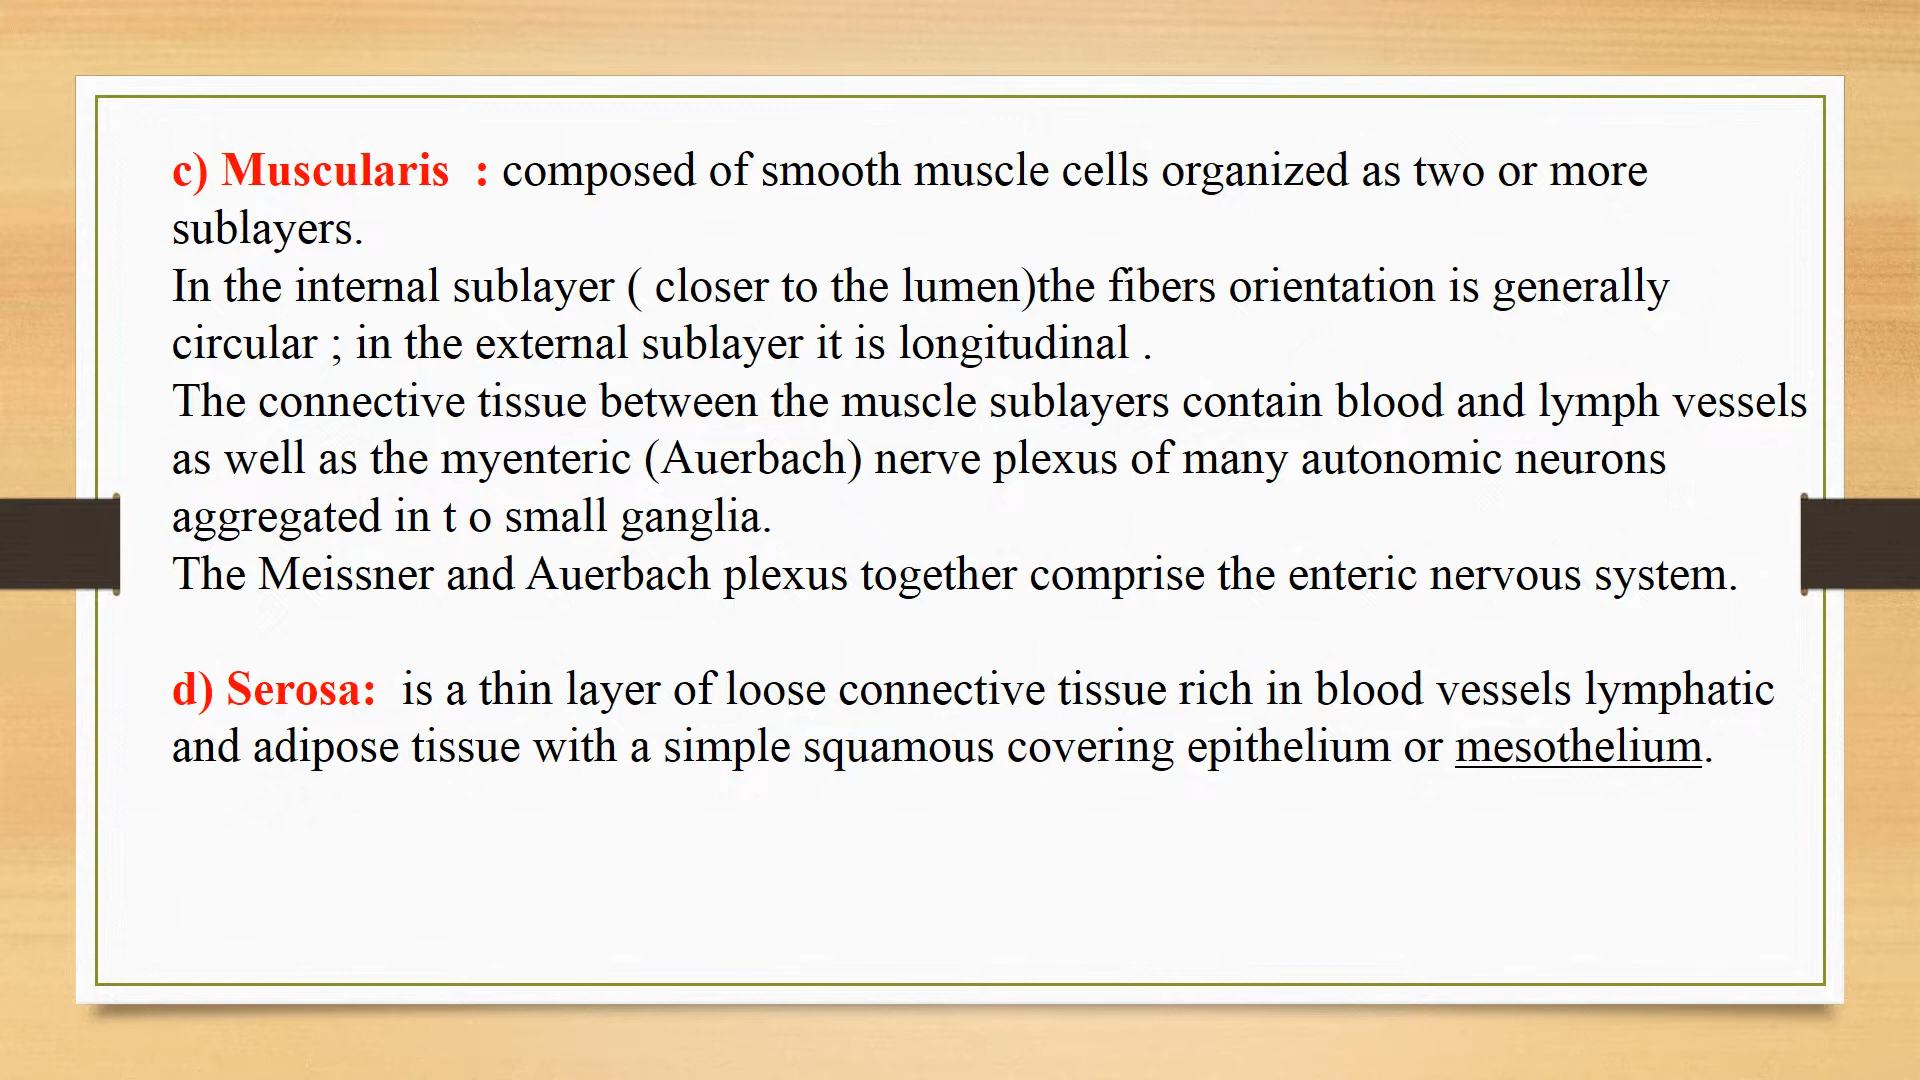 c) Muscularis  : composed of smooth muscle cells organized as two or more
sublayers.
In the internal sublayer ( closer to the lumen)the fibers orientation is generally
circular ; in the external sublayer it is longitudinal .
The connective tissue between the muscle sublayers contain blood and lymph vessels
as well as the myenteric (Auerbach) nerve plexus of many autonomic neurons
aggregated in t o small ganglia.
The Meissner and Auerbach plexus together comprise the enteric nervous system.
d) Serosa:  is a thin layer of loose connective tissue rich in blood vessels lymphatic
and adipose tissue with a simple squamous covering epithelium or mesothelium.